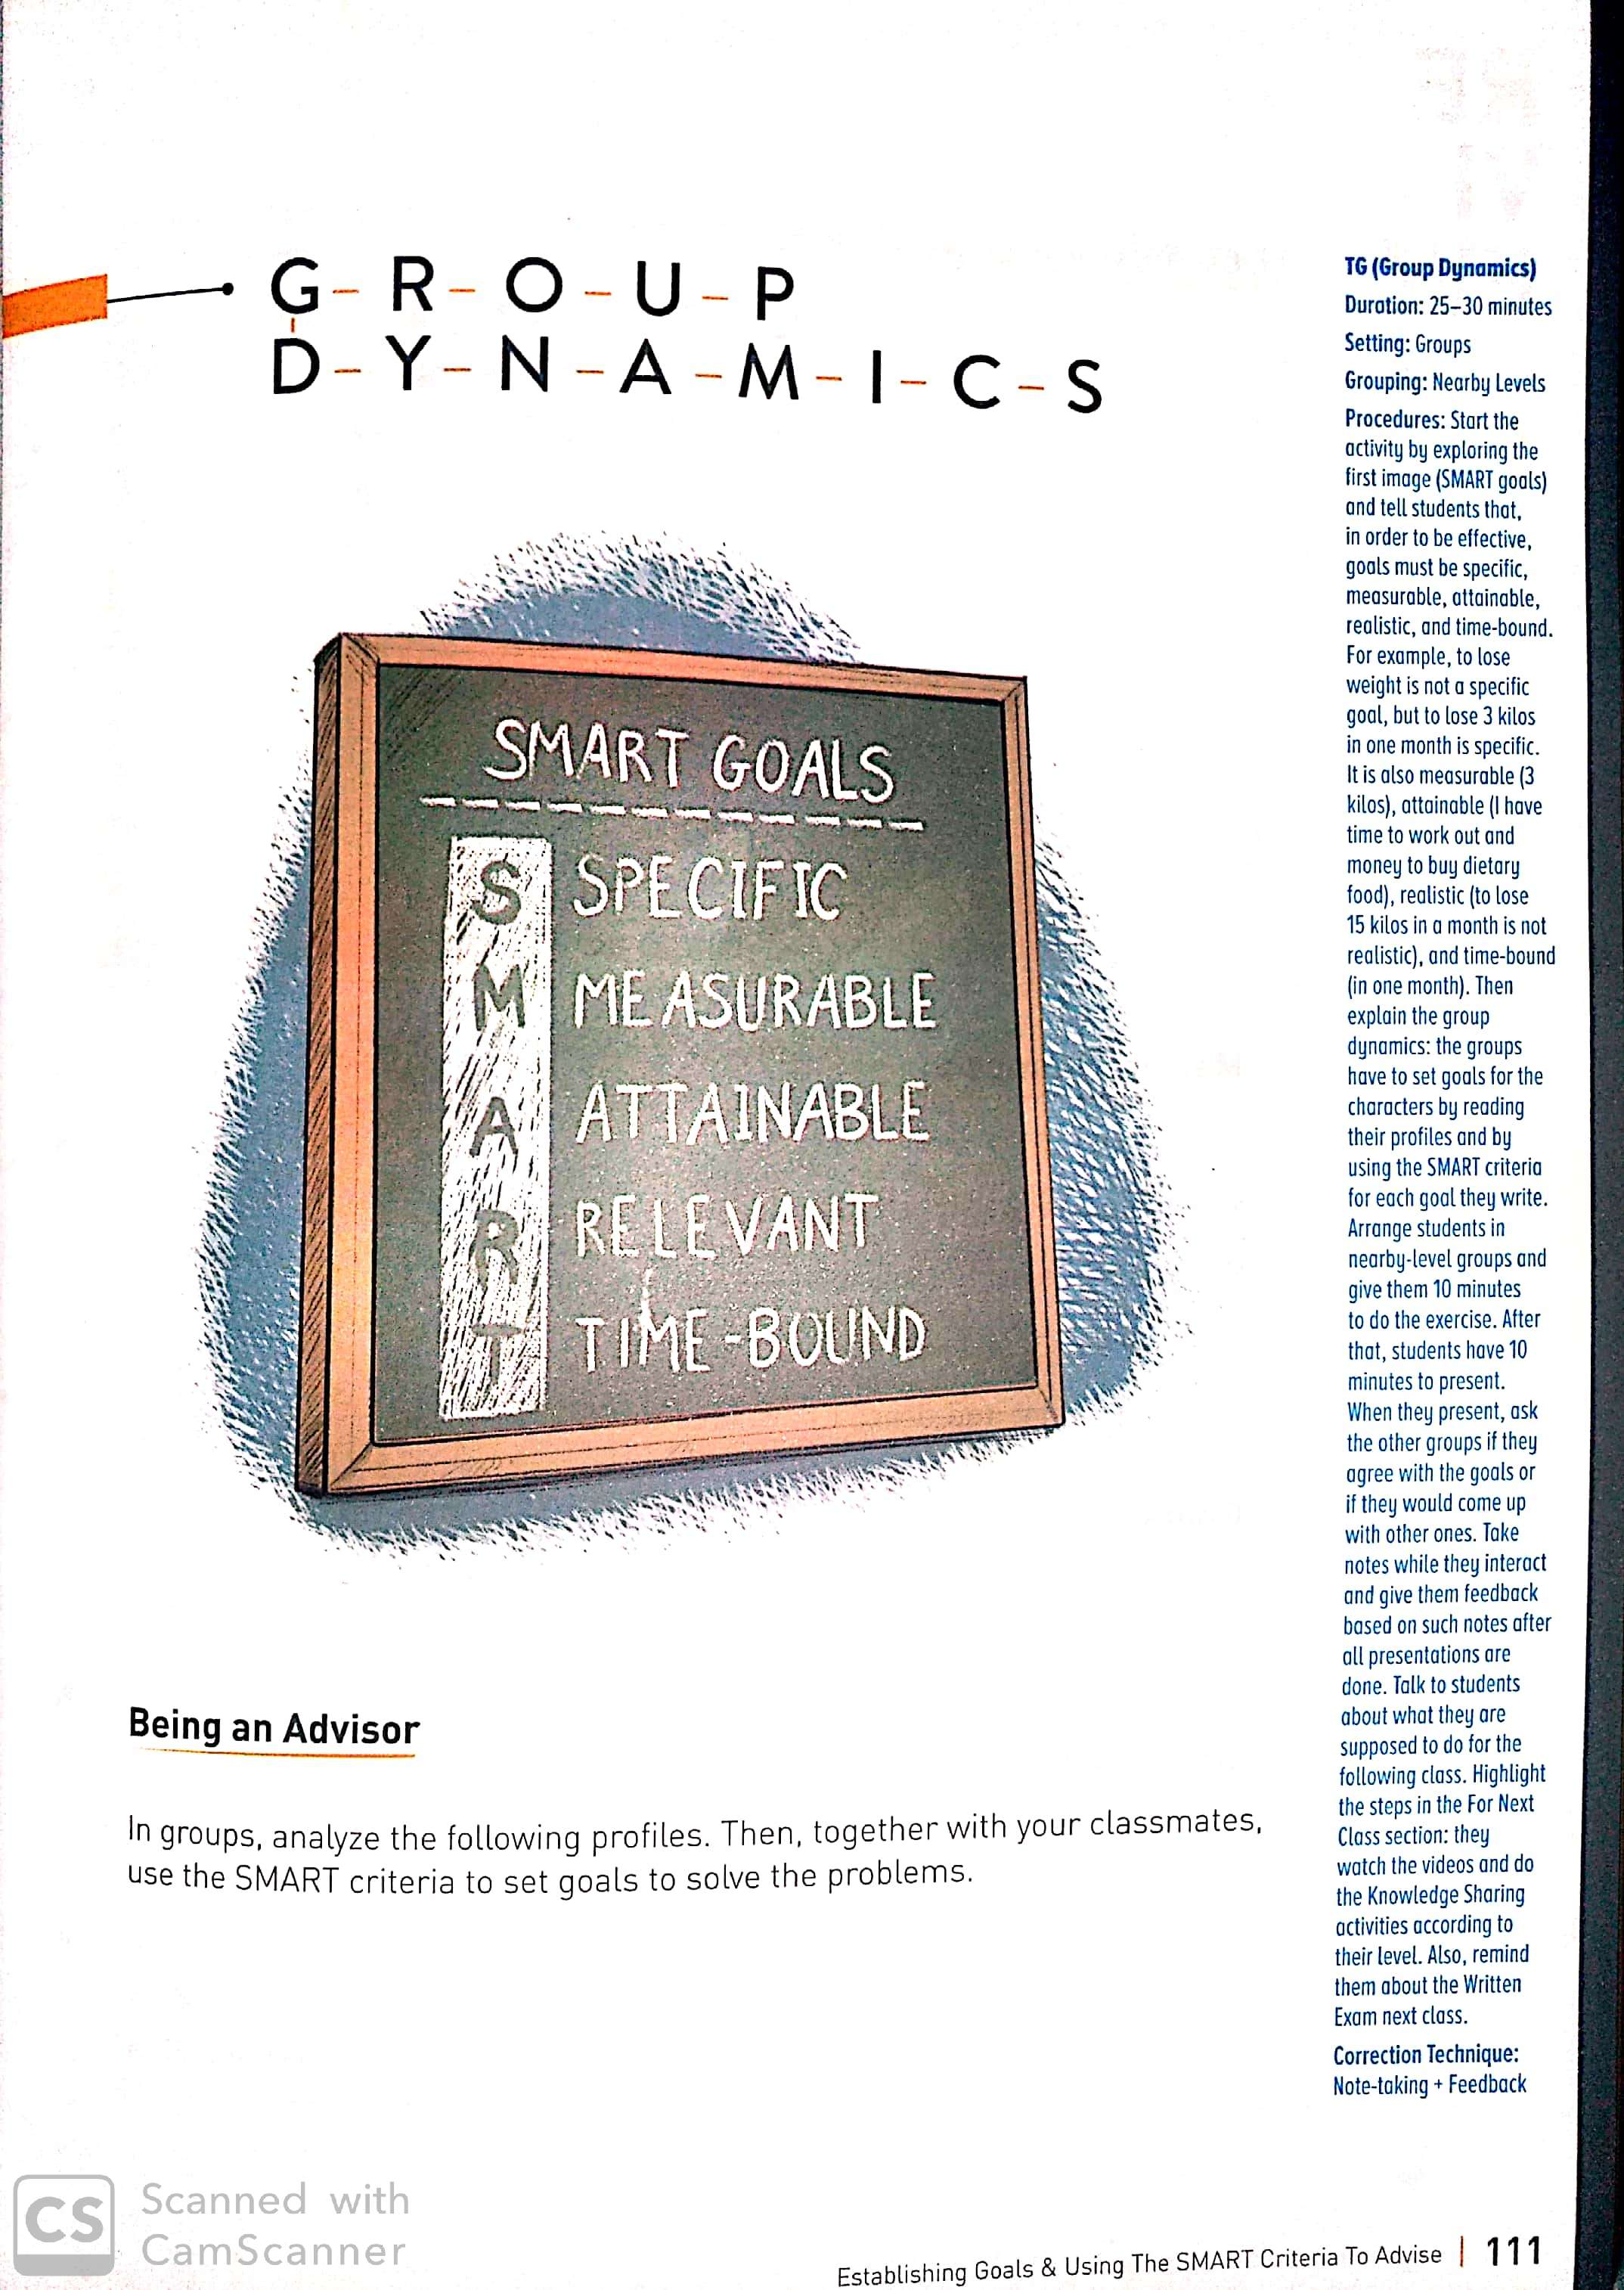 G-R-O-U-P
D-Y-N-A-M-I-C-S
SMART GOALS
S SPECIFIC
M MEASURABLE
A ATTAINABLE
R RELEVANT
T TIME-BOUND
Being an Advisor
In groups, analyze the following profiles. Then, together with your classmates,
use the SMART criteria to set goals to solve the problems.
TG (Group Dynamics)
Duration: 25–30 minutes
Setting: Groups
Grouping: Nearby Levels
Procedures: Start the
activity by exploring the
first image (SMART goals)
and tell students that,
in order to be effective,
goals must be specific,
measurable, attainable,
realistic, and time-bound.
For example, to lose
weight is not a specific
goal, but to lose 3 kilos
in one month is specific.
It is also measurable (3
kilos), attainable (I have
time to work out and
money to buy dietary
food), realistic (to lose
15 kilos in a month is not
realistic), and time-bound
(in one month). Then
explain the group
dynamics: the groups
have to set goals for the
characters by reading
their profiles and by
using the SMART criteria
for each goal they write.
Arrange students in
nearby-level groups and
give them 10 minutes
to do the exercise. After
that, students have 10
minutes to present.
When they present, ask
the other groups if they
agree with the goals or
if they would come up
with other ones. Take
notes while they interact
and give them feedback
based on such notes after
all presentations are
done. Talk to students
about what they are
supposed to do for the
following class. Highlight
the steps in the For Next
Class section: they
watch the videos and do
the Knowledge Sharing
activities according to
their level. Also, remind
them about the Written
Exam next class.
Correction Technique:
Note-taking + Feedback
CS
Scanned with
CamScanner
Establishing Goals & Using The SMART Criteria To Advise | 111